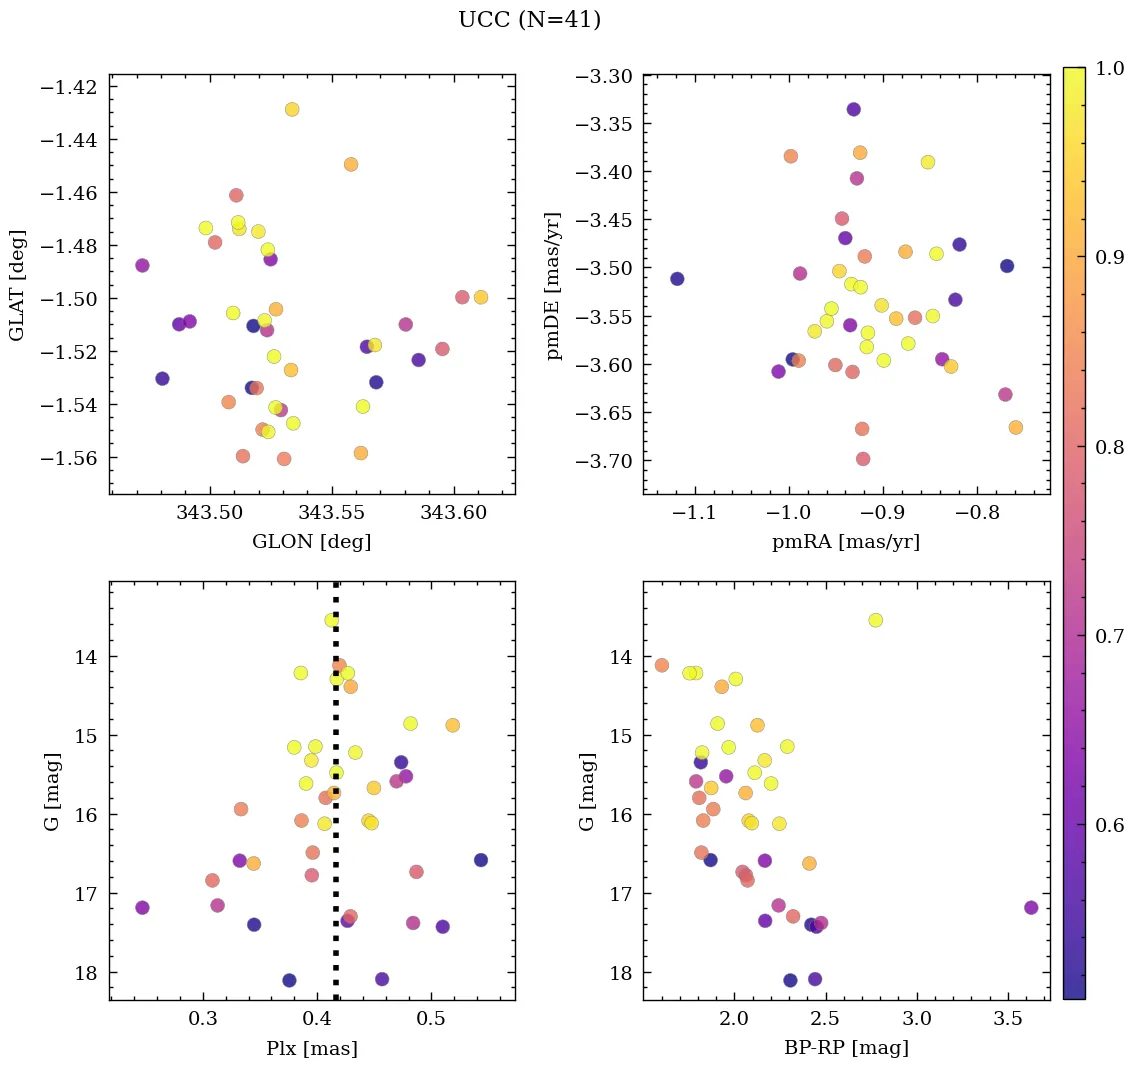 UCC (N=41)
−1.42
−1.44
−1.46
−1.48
−1.50
−1.52
−1.54
−1.56
GLAT [deg]
343.50 343.55 343.60
GLON [deg]
−3.30
−3.35
−3.40
−3.45
−3.50
−3.55
−3.60
−3.65
−3.70
pmDE [mas/yr]
−1.1 −1.0 −0.9 −0.8
pmRA [mas/yr]
14
15
16
17
18
G [mag]
0.3 0.4 0.5
Plx [mas]
14
15
16
17
18
G [mag]
2.0 2.5 3.0 3.5
BP-RP [mag]
1.0
0.9
0.8
0.7
0.6